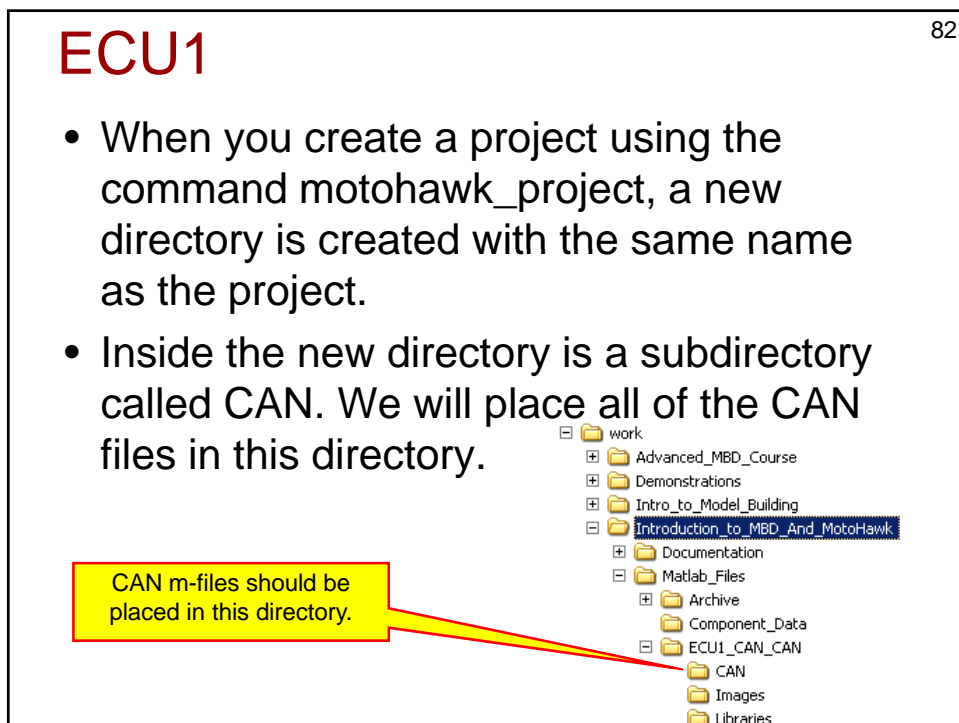 82
ECU1
• When you create a project using the
command motohawk_project, a new
directory is created with the same name
as the project.
• Inside the new directory is a subdirectory
called CAN. We will place all of the CAN
files in this directory.
work
Advanced_MBD_Course
Demonstrations
Intro_to_Model_Building
Introduction_to_MBD_And_MotoHawk
Documentation
Matlab_Files
Archive
Component_Data
ECU1_CAN_CAN
CAN
Images
Libraries
CAN m-files should be
placed in this directory.